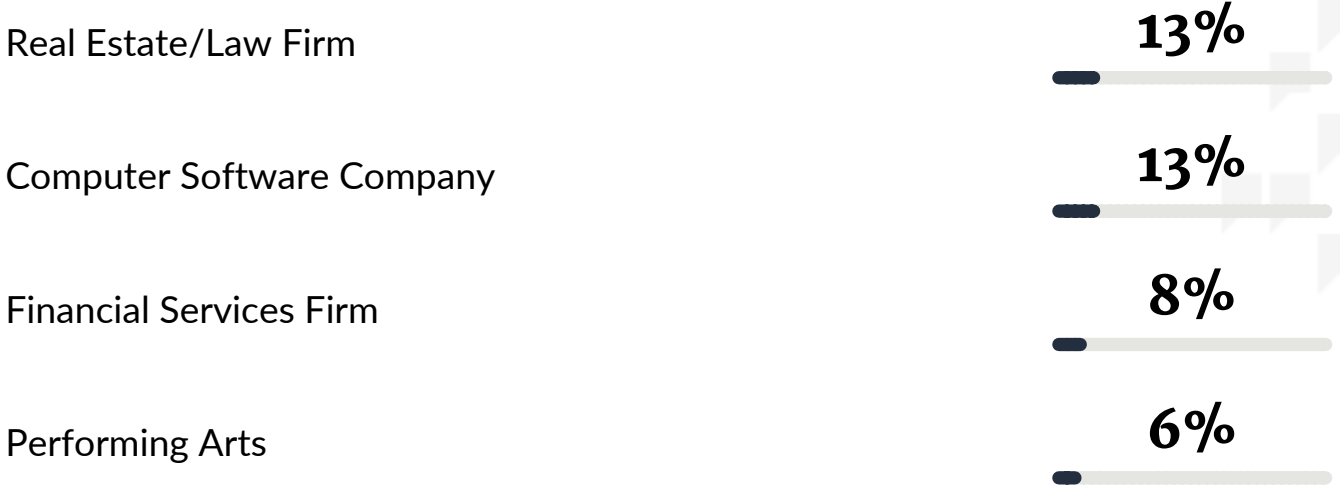 Real Estate/Law Firm 13%
Computer Software Company 13%
Financial Services Firm 8%
Performing Arts 6%